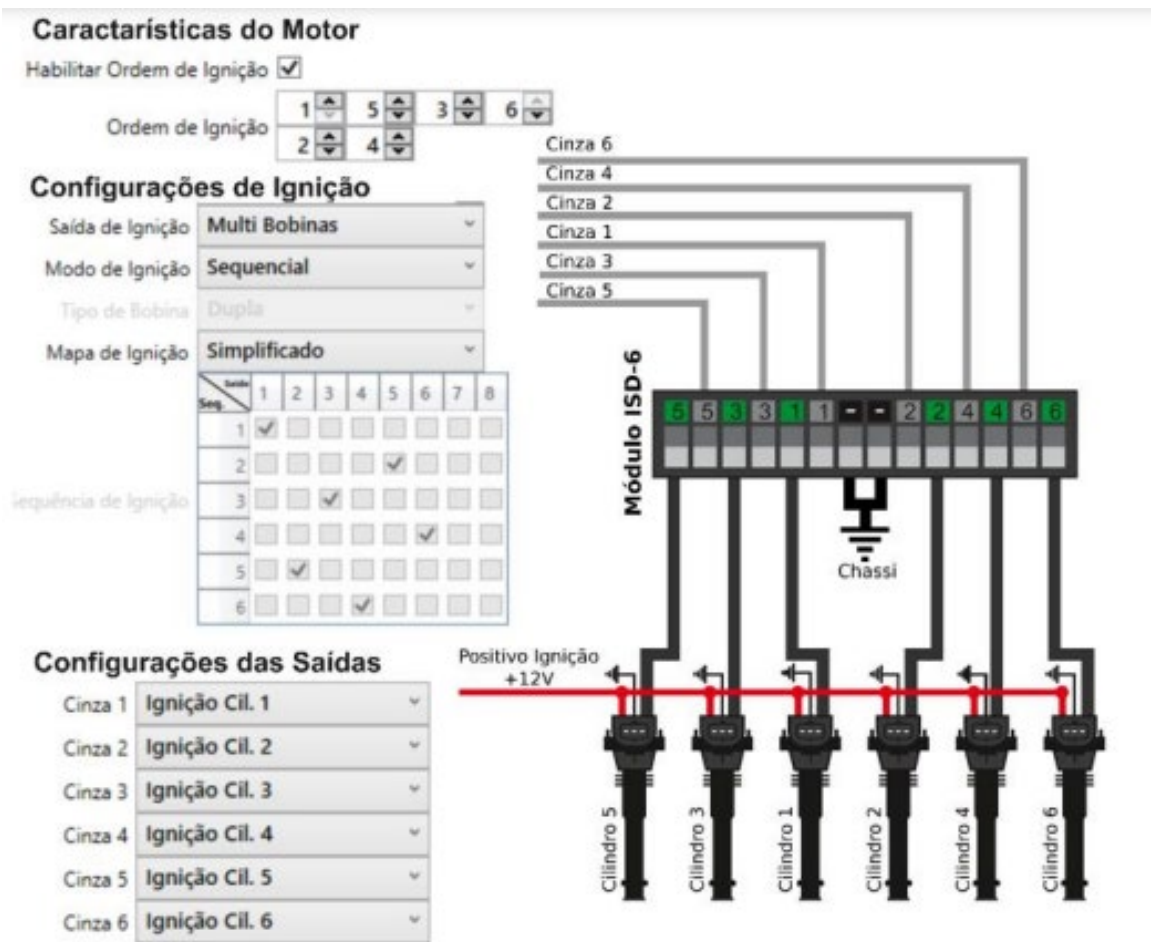 Caractarísticas do Motor
Habilitar Ordem de Ignição
Ordem de Ignição 1 5 3 6
2 4
Configurações de Ignição
Saída de Ignição Multi Bobinas
Modo de Ignição Sequencial
Tipo de Bobina Dupla
Mapa de Ignição Simplificado
Saída 1 2 3 4 5 6 7 8
Seq.
1
2
Sequência de Ignição 3
4
5
6
Configurações das Saídas
Cinza 1 Ignição Cil. 1
Cinza 2 Ignição Cil. 2
Cinza 3 Ignição Cil. 3
Cinza 4 Ignição Cil. 4
Cinza 5 Ignição Cil. 5
Cinza 6 Ignição Cil. 6
Cinza 6
Cinza 4
Cinza 2
Cinza 1
Cinza 3
Cinza 5
Módulo ISD-6
5 5 3 3 1 1 - - 2 2 4 4 6 6
Chassi
Positivo Ignição
+12V
Cilindro 5
Cilindro 3
Cilindro 1
Cilindro 2
Cilindro 4
Cilindro 6